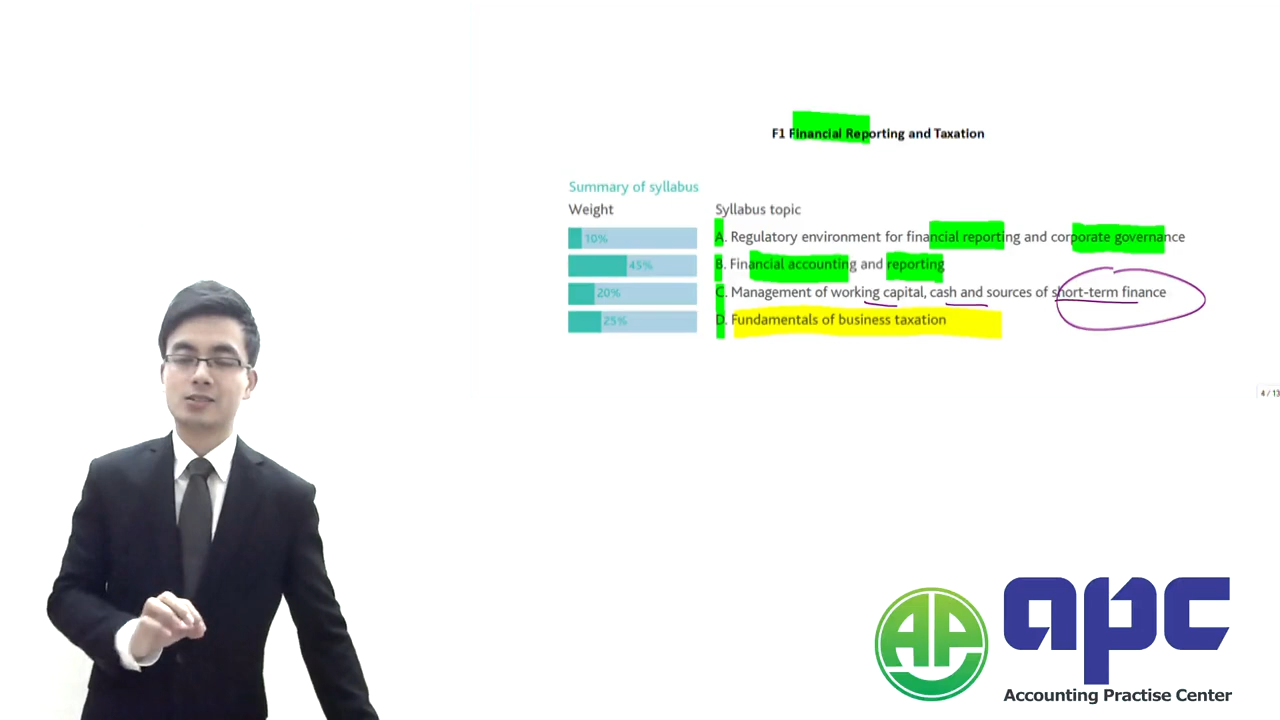 F1 Financial Reporting and Taxation
Summary of syllabus
Weight Syllabus topic
10% A. Regulatory environment for financial reporting and corporate governance
45% B. Financial accounting and reporting
20% C. Management of working capital, cash and sources of short-term finance
25% D. Fundamentals of business taxation
4 / 13
AP
apc
Accounting Practise Center